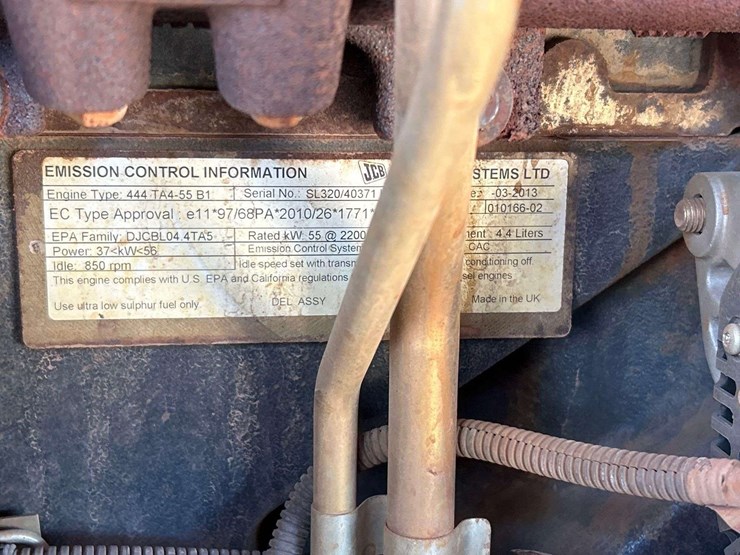 EMISSION CONTROL INFORMATION JCB STEMS LTD
Engine Type: 444 TA4-55 B1 Serial No.: SL320/40371 -03-2013
EC Type Approval : e11*97/68PA*2010/26*1771* 010166-02
EPA Family: DJCBL04.4TA5 Rated kW: 55 @ 2200 ent : 4.4 Liters
Power: 37<kW<56 Emission Control System CAC
Idle: 850 rpm Idle speed set with transm conditioning off
This engine complies with U.S. EPA and California regulations sel engines
Use ultra low sulphur fuel only DEL ASSY Made in the UK